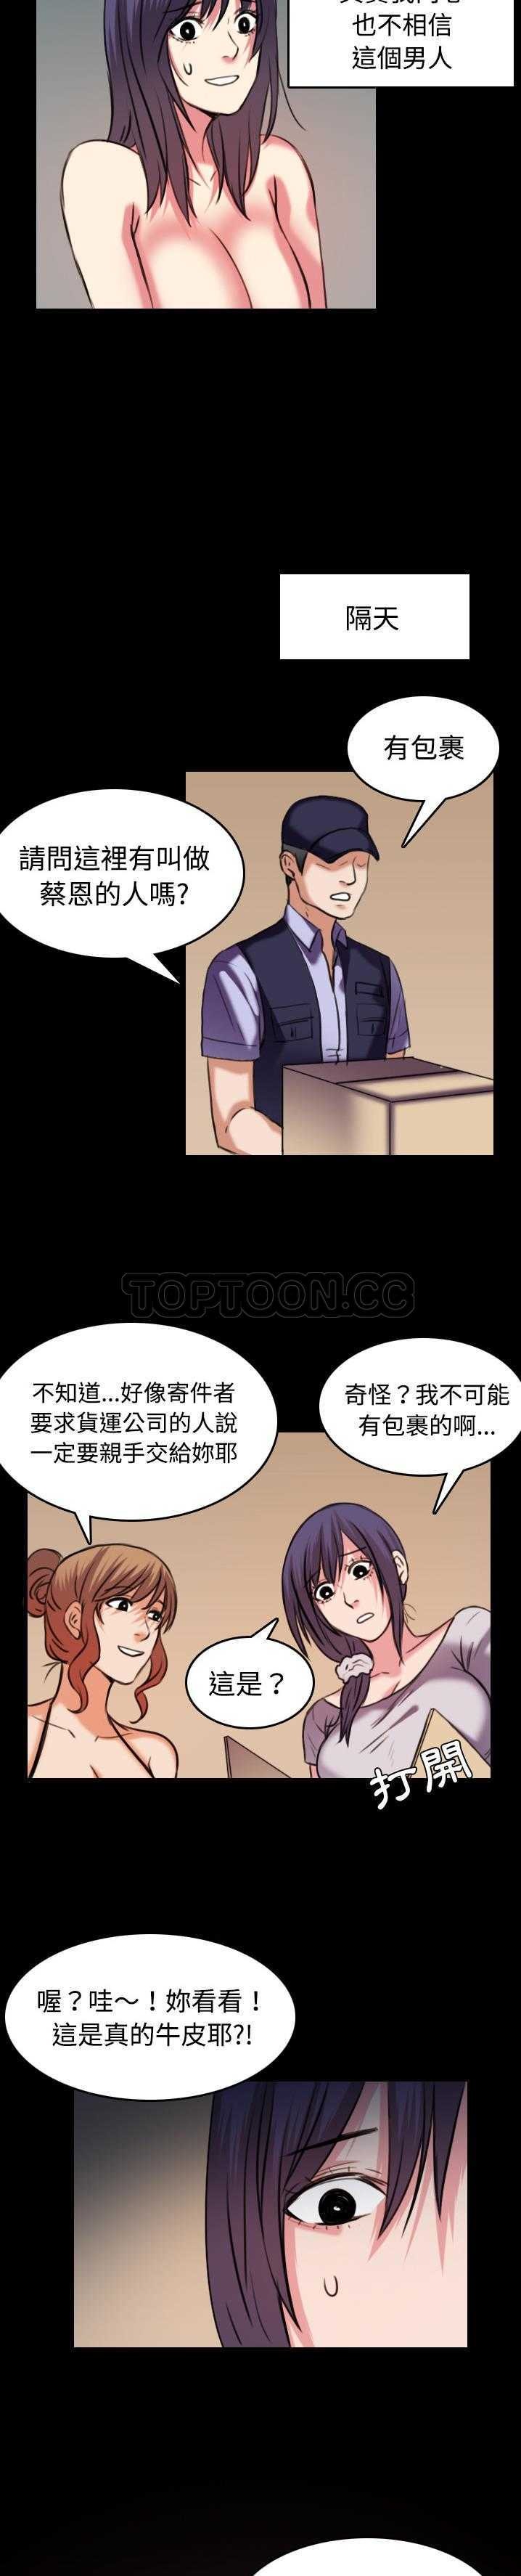 也不相信
這個男人
隔天
有包裹
請問這裡有叫做
蔡恩的人嗎?
TOPTOON.CC
奇怪？我不可能
有包裹的啊...
不知道...好像寄件者
要求貨運公司的人說
一定要親手交給妳耶
這是？
打開
喔？哇～！妳看看！
這是真的牛皮耶?!